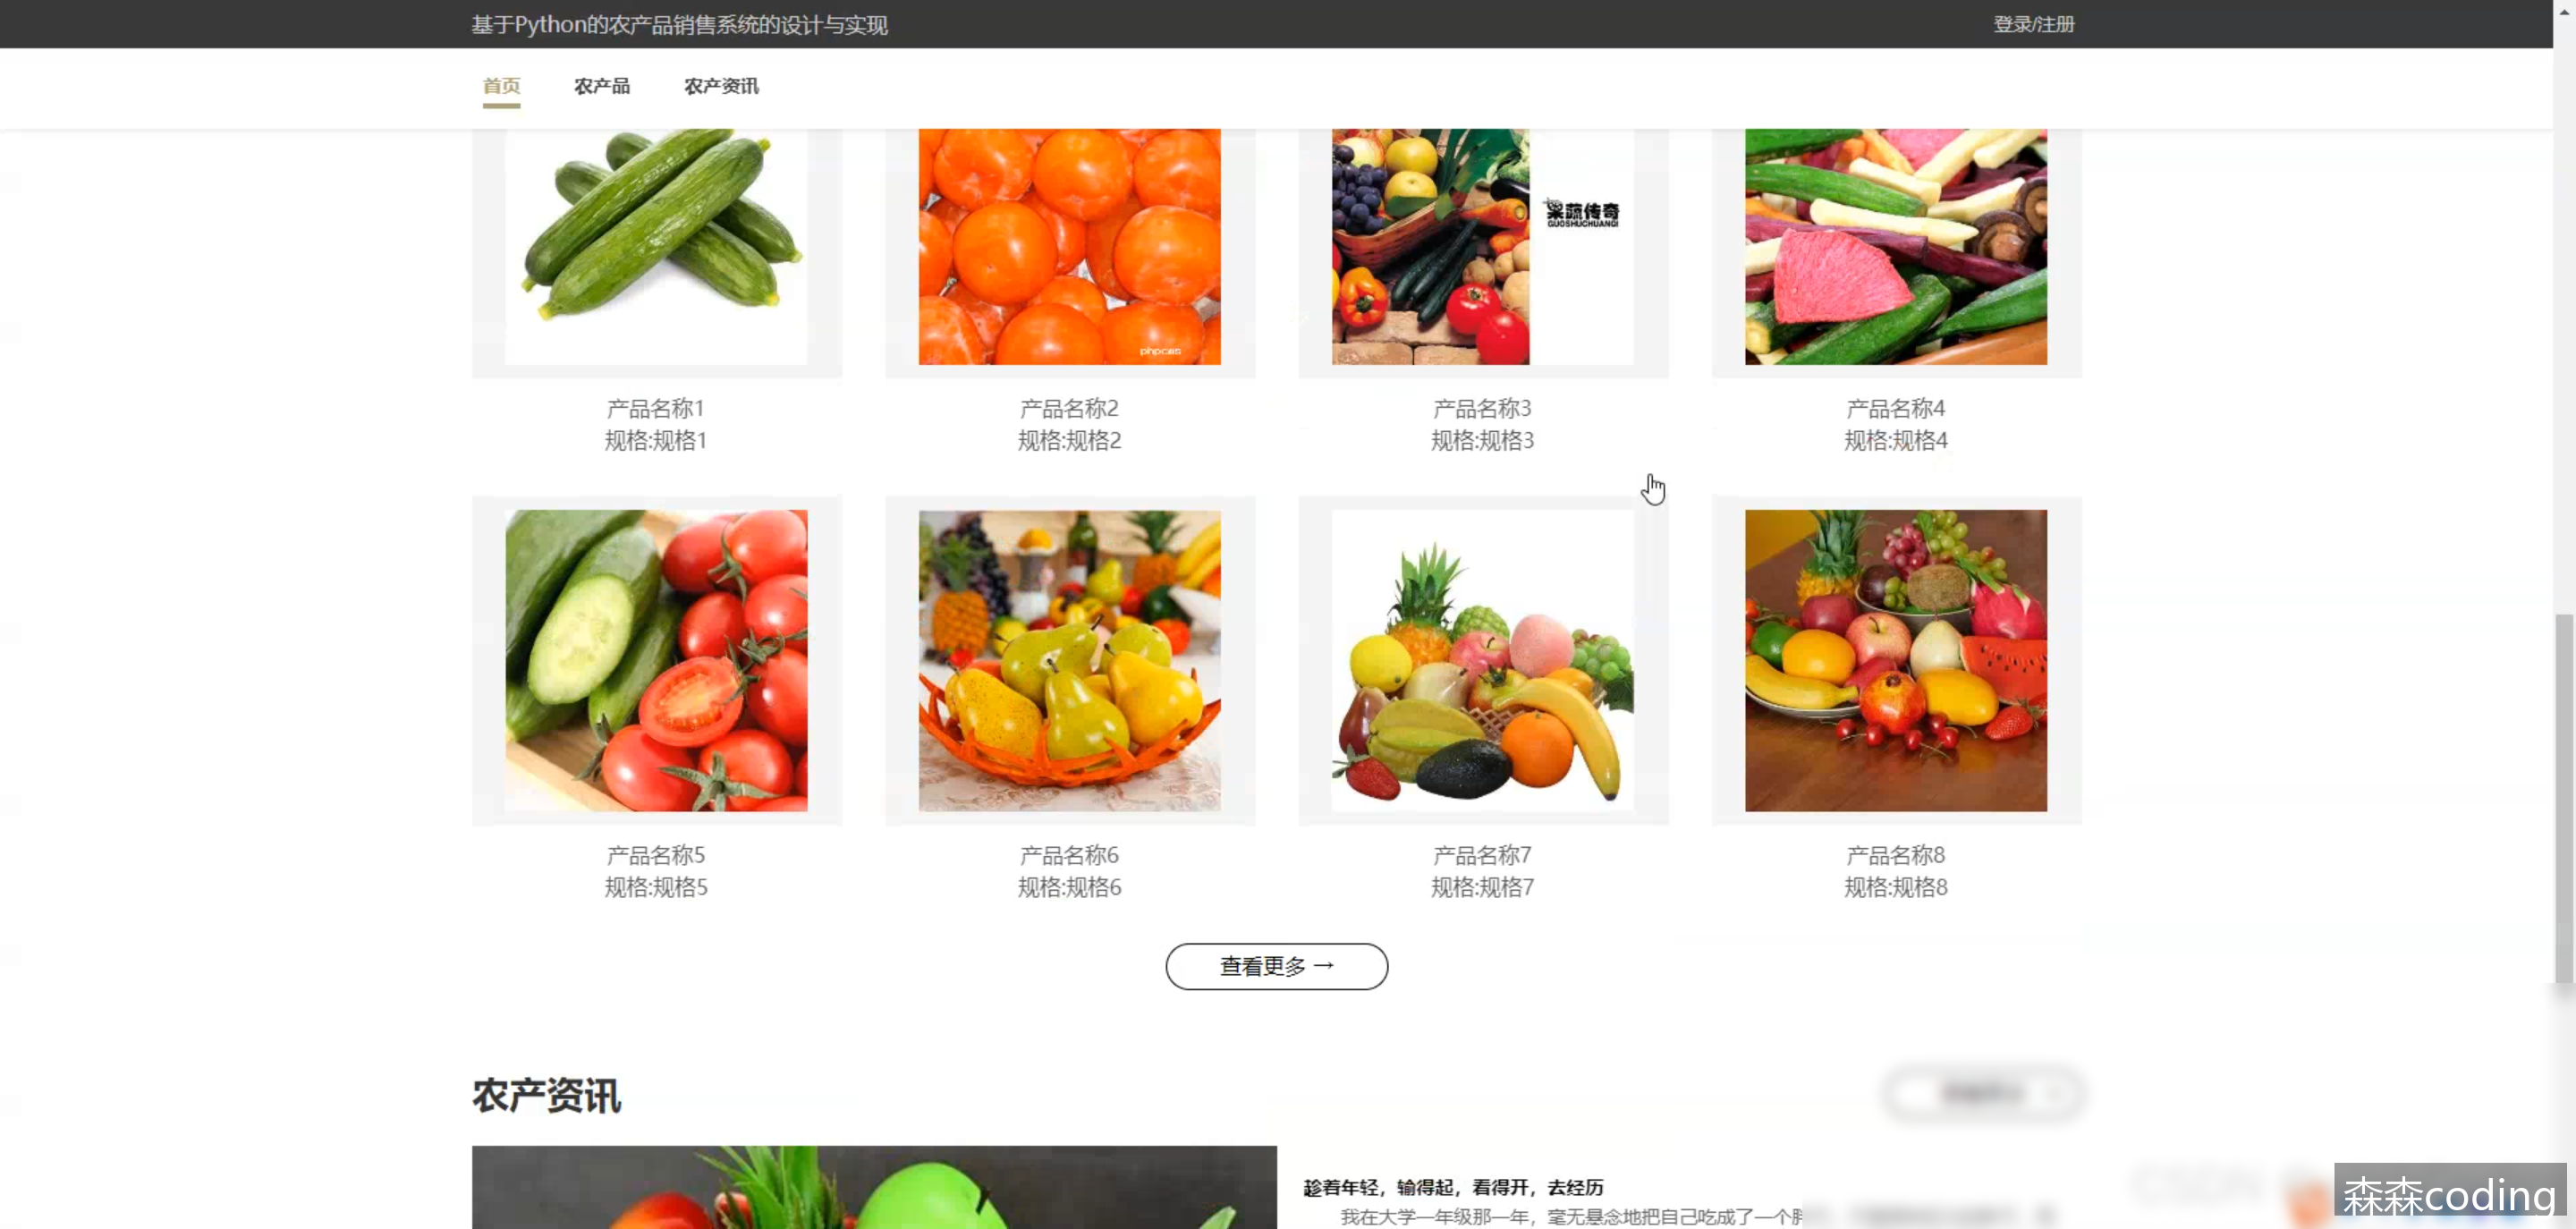 基于Python的农产品销售系统的设计与实现
登录/注册
首页 农产品 农产资讯
果蔬传奇
GUOSHUCHUANQI
phpcms
产品名称1 产品名称2 产品名称3 产品名称4
规格:规格1 规格:规格2 规格:规格3 规格:规格4
产品名称5 产品名称6 产品名称7 产品名称8
规格:规格5 规格:规格6 规格:规格7 规格:规格8
查看更多 →
农产资讯
趁着年轻，输得起，看得开，去经历
我在大学一年级那一年，毫无悬念地把自己吃成了一个
森森coding